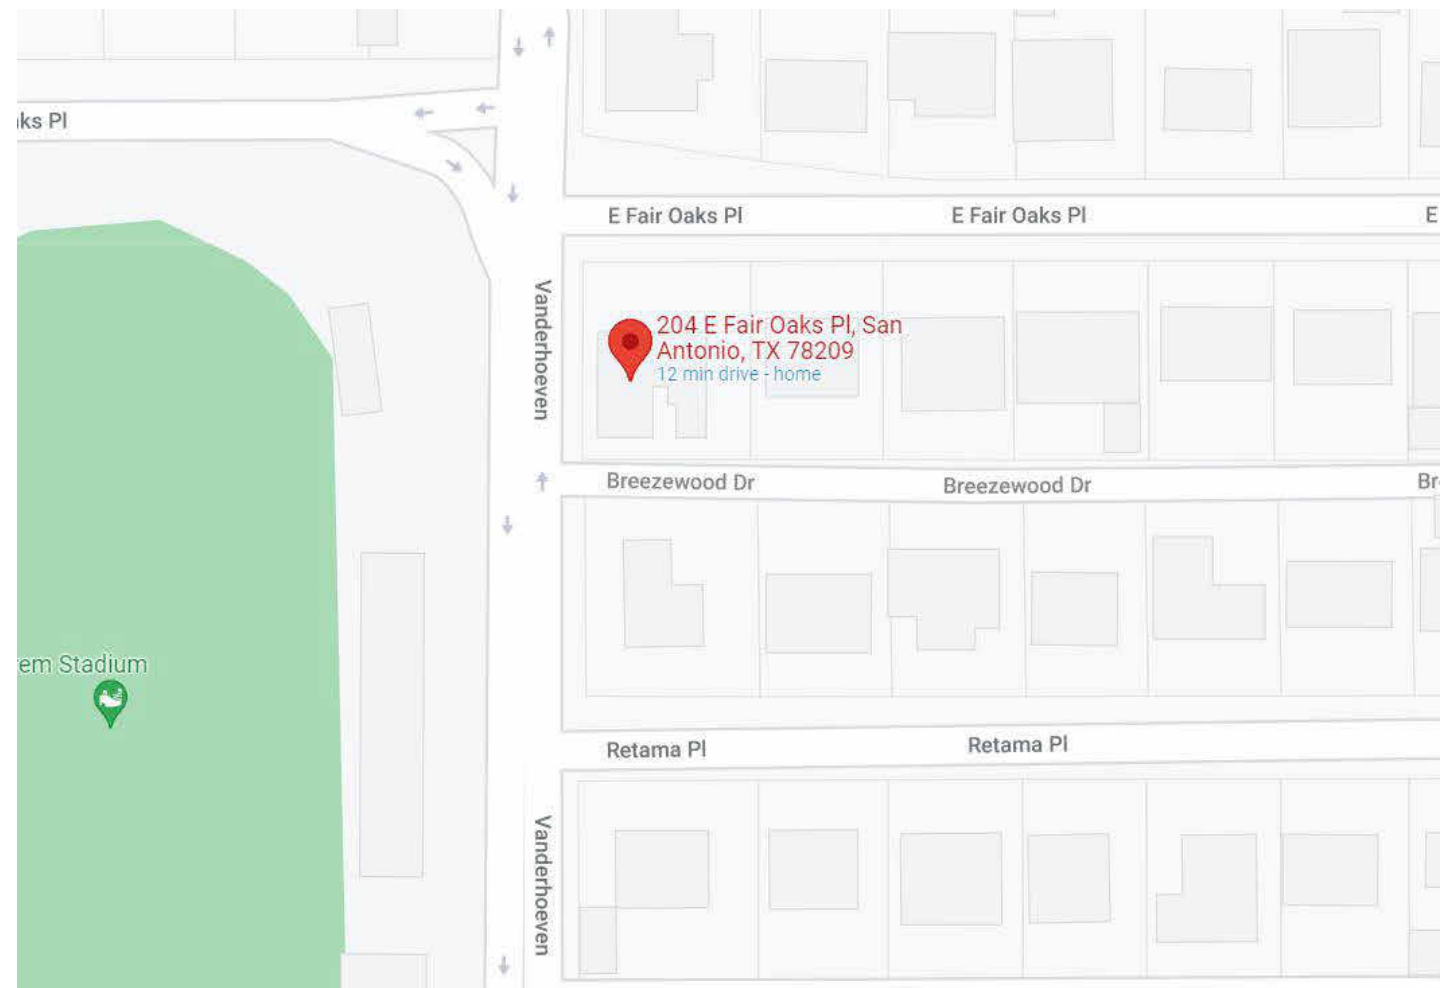 ks Pl
E Fair Oaks Pl
E Fair Oaks Pl
E
Vanderhoeven
204 E Fair Oaks Pl, San
Antonio, TX 78209
12 min drive - home
Breezewood Dr
Breezewood Dr
Br
em Stadium
Retama Pl
Retama Pl
Vanderhoeven